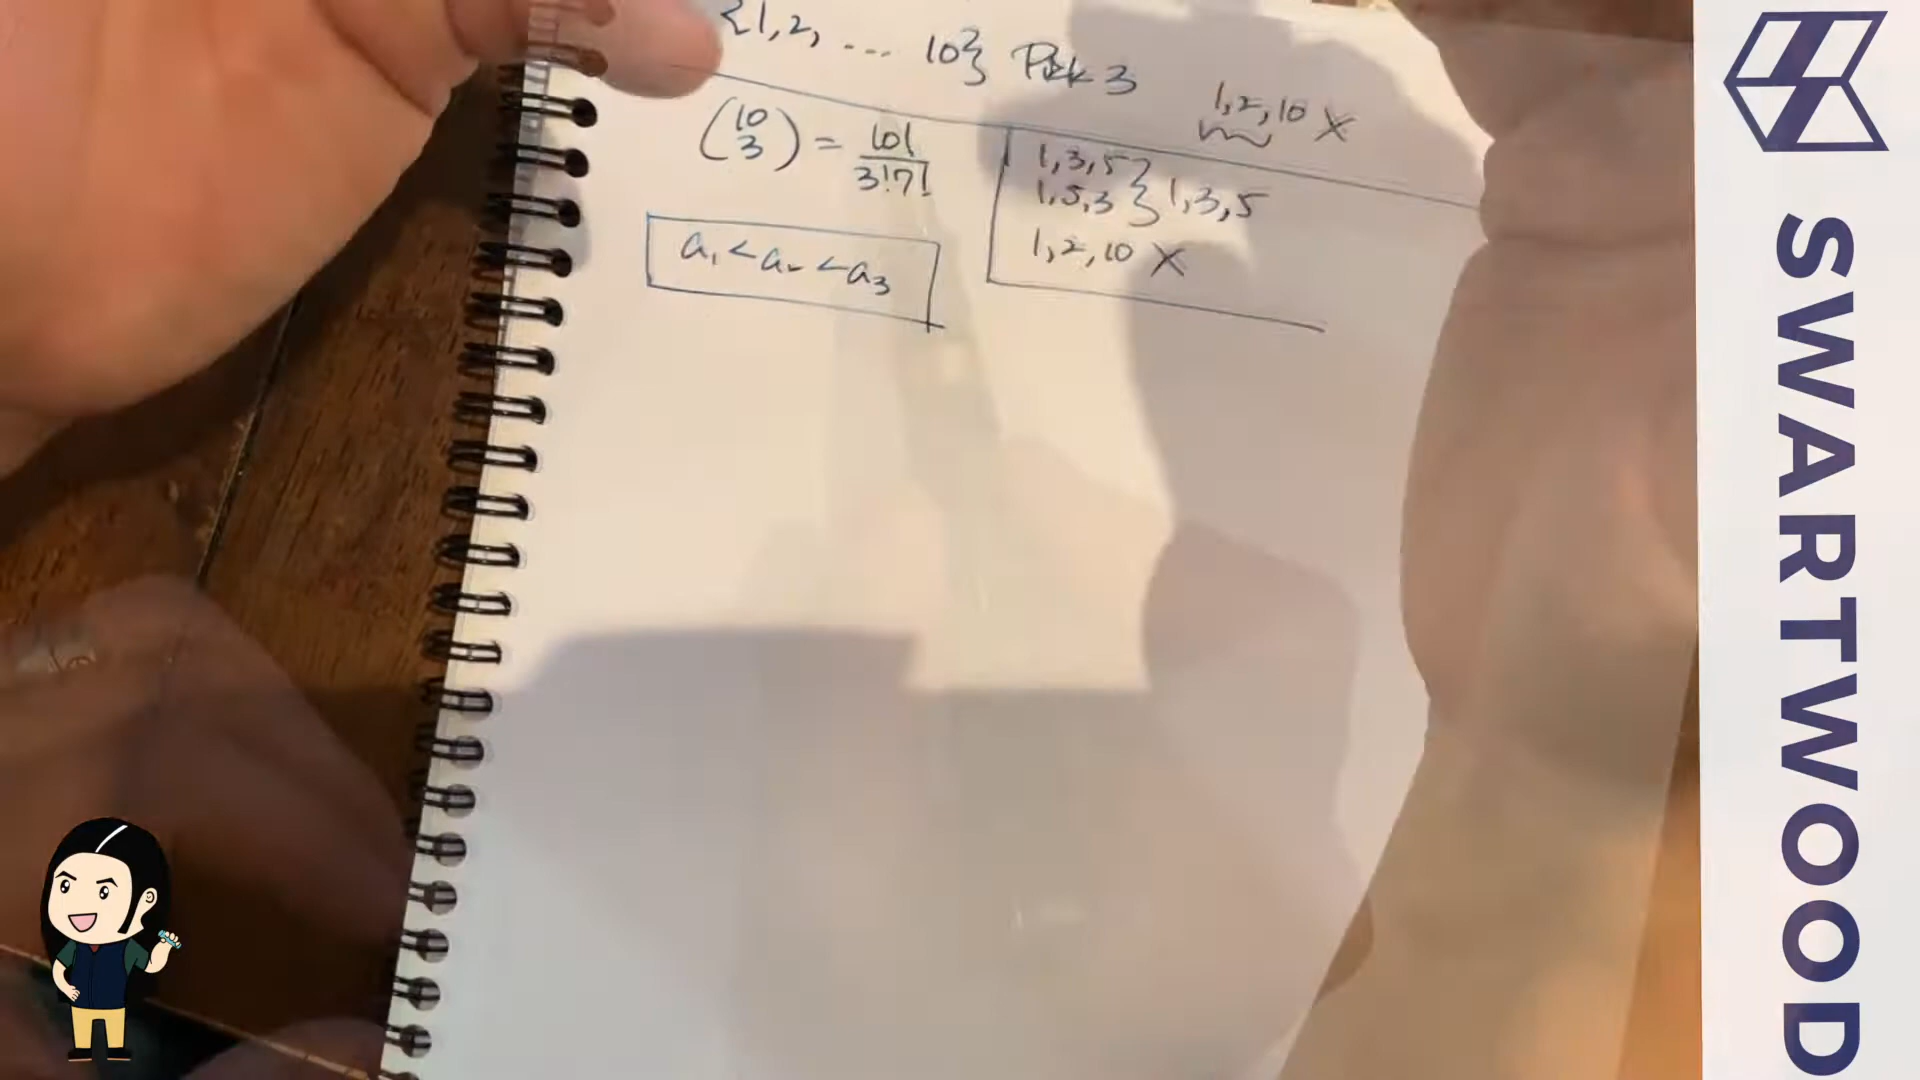 {1,2, ... 10} Pick 3
1,2,10 X
(10 3) = 10! / 3!7!
1,3,5
1,5,3 } 1,3,5
1,2,10 X
a₁ < a₂ < a₃
SWARTWOOD